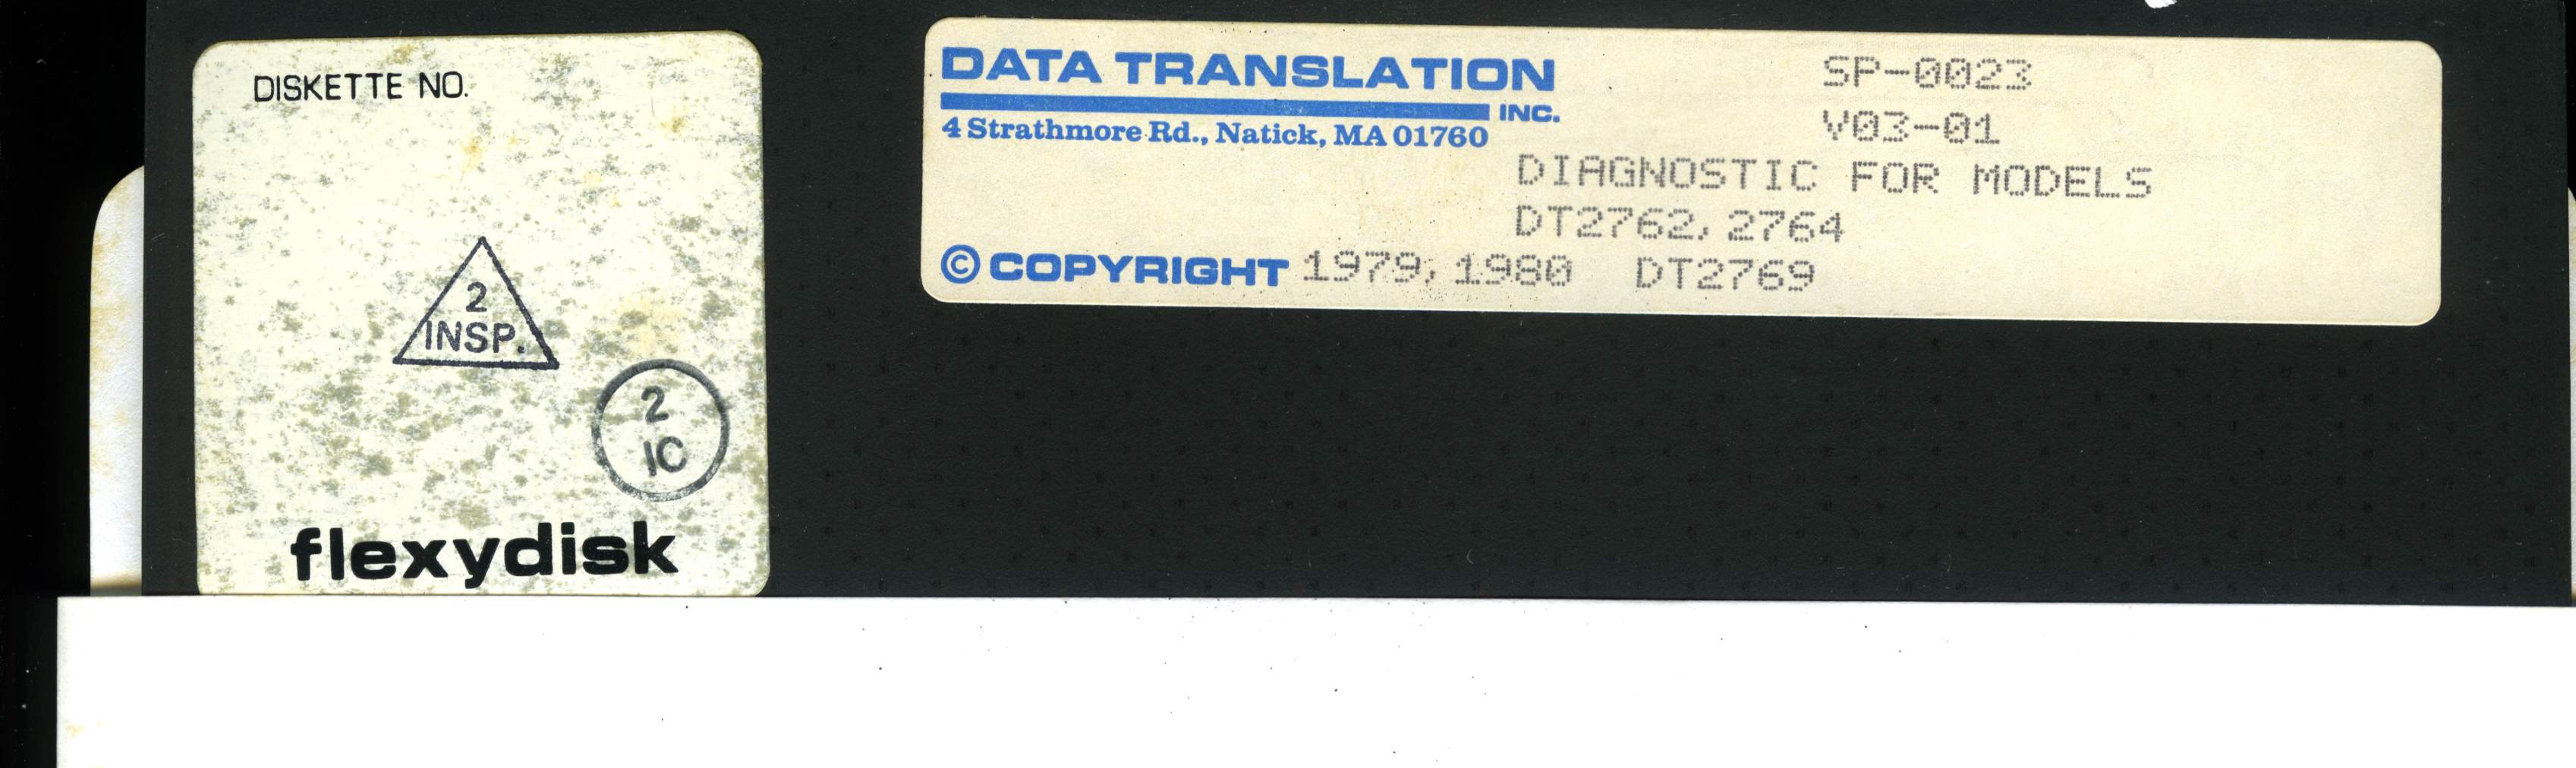 DISKETTE NO.
2
INSP.
2
IC
flexydisk
DATA TRANSLATION
INC.
4 Strathmore Rd., Natick, MA 01760
SP-0023
V03-01
DIAGNOSTIC FOR MODELS
DT2762, 2764
© COPYRIGHT 1979, 1980 DT2769